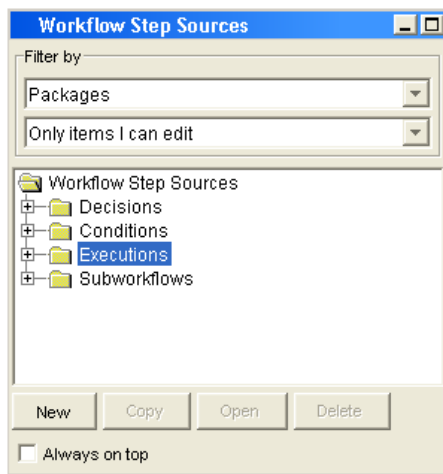 Workflow Step Sources
Filter by
Packages
Only items I can edit
Workflow Step Sources
Decisions
Conditions
Executions
Subworkflows
New Copy Open Delete
Always on top